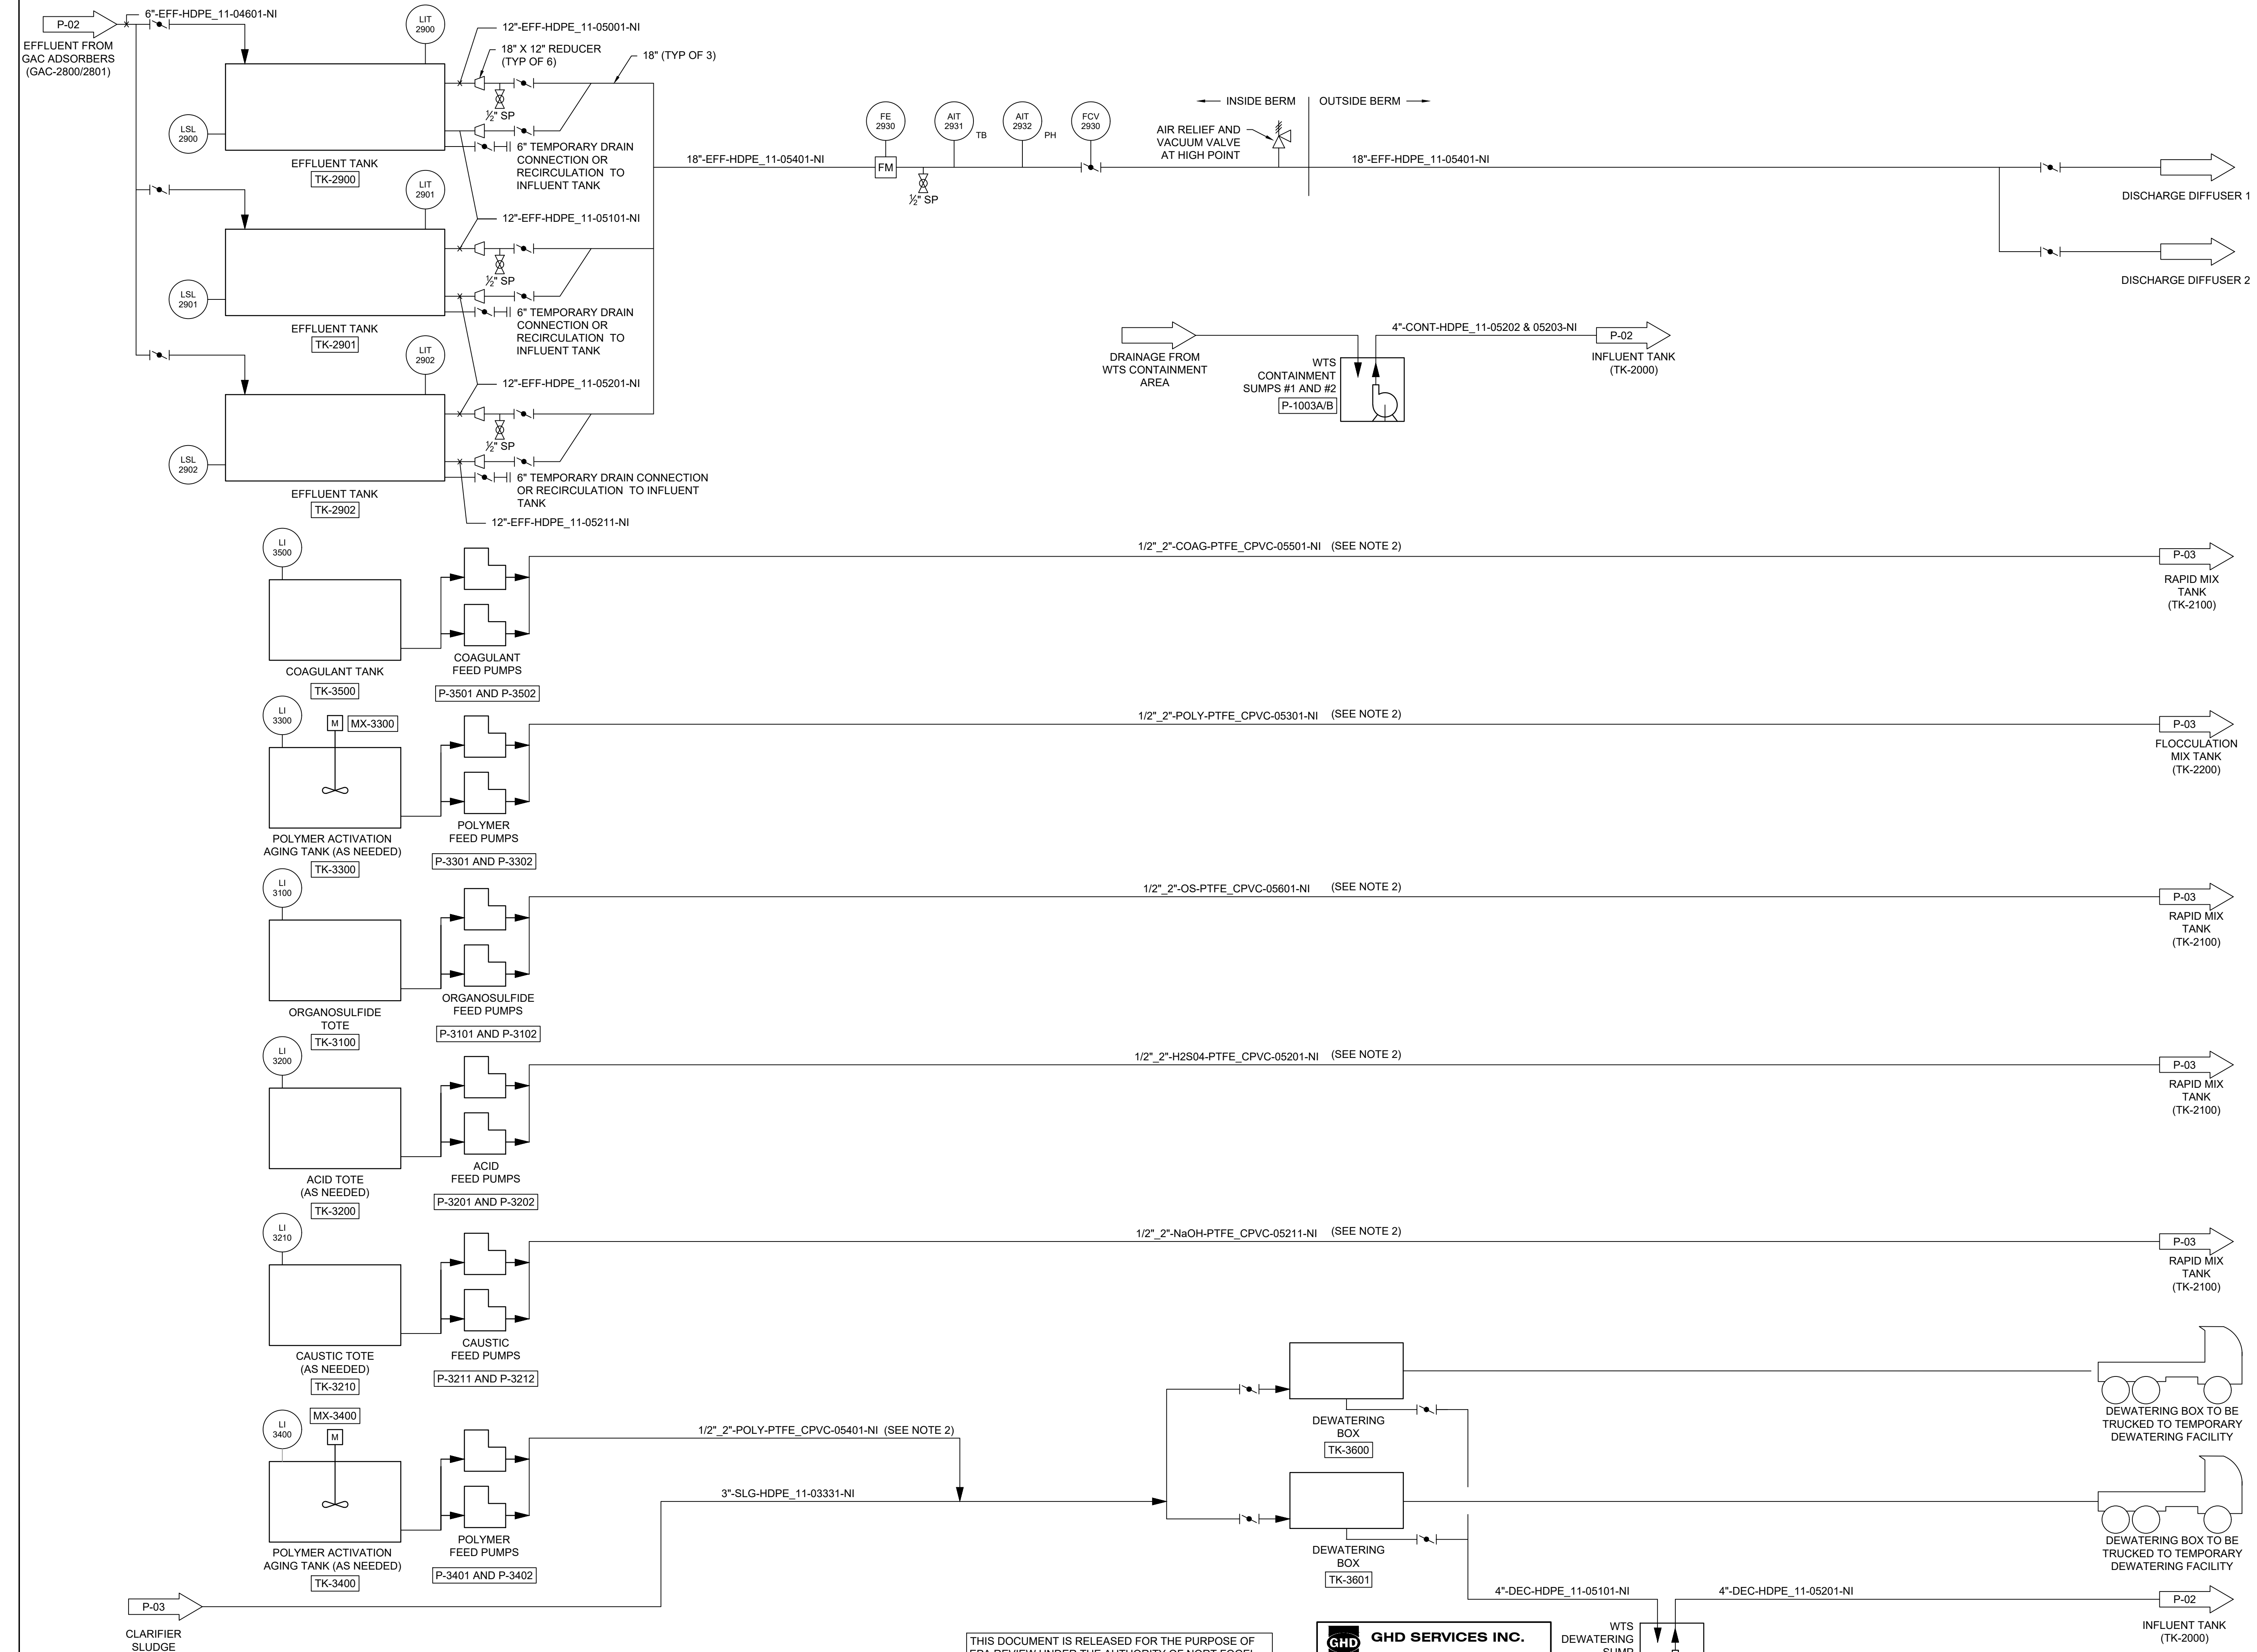 P-02
6"-EFF-HDPE_11-04601-NI
EFFLUENT FROM
GAC ADSORBERS
(GAC-2800/2801)
LIT
2900
12"-EFF-HDPE_11-05001-NI
18" X 12" REDUCER
(TYP OF 6)
18" (TYP OF 3)
½" SP
LSL
2900
EFFLUENT TANK
TK-2900
6" TEMPORARY DRAIN
CONNECTION OR
RECIRCULATION TO
INFLUENT TANK
LIT
2901
12"-EFF-HDPE_11-05101-NI
½" SP
LSL
2901
EFFLUENT TANK
TK-2901
6" TEMPORARY DRAIN
CONNECTION OR
RECIRCULATION TO
INFLUENT TANK
LIT
2902
12"-EFF-HDPE_11-05201-NI
½" SP
LSL
2902
EFFLUENT TANK
TK-2902
6" TEMPORARY DRAIN CONNECTION
OR RECIRCULATION TO INFLUENT
TANK
12"-EFF-HDPE_11-05211-NI
18"-EFF-HDPE_11-05401-NI
FE
2930
FM
½" SP
AIT
2931
TB
AIT
2932
PH
FCV
2930
AIR RELIEF AND
VACUUM VALVE
AT HIGH POINT
INSIDE BERM
OUTSIDE BERM
18"-EFF-HDPE_11-05401-NI
DISCHARGE DIFFUSER 1
DISCHARGE DIFFUSER 2
DRAINAGE FROM
WTS CONTAINMENT
AREA
WTS
CONTAINMENT
SUMPS #1 AND #2
P-1003A/B
4"-CONT-HDPE_11-05202 & 05203-NI
P-02
INFLUENT TANK
(TK-2000)
LI
3500
COAGULANT TANK
TK-3500
COAGULANT
FEED PUMPS
P-3501 AND P-3502
1/2"_2"-COAG-PTFE_CPVC-05501-NI (SEE NOTE 2)
P-03
RAPID MIX
TANK
(TK-2100)
LI
3300
M
MX-3300
POLYMER ACTIVATION
AGING TANK (AS NEEDED)
TK-3300
POLYMER
FEED PUMPS
P-3301 AND P-3302
1/2"_2"-POLY-PTFE_CPVC-05301-NI (SEE NOTE 2)
P-03
FLOCCULATION
MIX TANK
(TK-2200)
LI
3100
ORGANOSULFIDE
TOTE
TK-3100
ORGANOSULFIDE
FEED PUMPS
P-3101 AND P-3102
1/2"_2"-OS-PTFE_CPVC-05601-NI (SEE NOTE 2)
P-03
RAPID MIX
TANK
(TK-2100)
LI
3200
ACID TOTE
(AS NEEDED)
TK-3200
ACID
FEED PUMPS
P-3201 AND P-3202
1/2"_2"-H2S04-PTFE_CPVC-05201-NI (SEE NOTE 2)
P-03
RAPID MIX
TANK
(TK-2100)
LI
3210
CAUSTIC TOTE
(AS NEEDED)
TK-3210
CAUSTIC
FEED PUMPS
P-3211 AND P-3212
1/2"_2"-NaOH-PTFE_CPVC-05211-NI (SEE NOTE 2)
P-03
RAPID MIX
TANK
(TK-2100)
LI
3400
MX-3400
M
POLYMER ACTIVATION
AGING TANK (AS NEEDED)
TK-3400
POLYMER
FEED PUMPS
P-3401 AND P-3402
1/2"_2"-POLY-PTFE_CPVC-05401-NI (SEE NOTE 2)
3"-SLG-HDPE_11-03331-NI
DEWATERING
BOX
TK-3600
DEWATERING BOX TO BE
TRUCKED TO TEMPORARY
DEWATERING FACILITY
DEWATERING
BOX
TK-3601
DEWATERING BOX TO BE
TRUCKED TO TEMPORARY
DEWATERING FACILITY
P-03
CLARIFIER
SLUDGE
4"-DEC-HDPE_11-05101-NI
4"-DEC-HDPE_11-05201-NI
WTS
DEWATERING
SUMP
P-02
INFLUENT TANK
(TK-2000)
THIS DOCUMENT IS RELEASED FOR THE PURPOSE OF
EPA REVIEW UNDER THE AUTHORITY OF NORT FOCEL
GHD
GHD SERVICES INC.